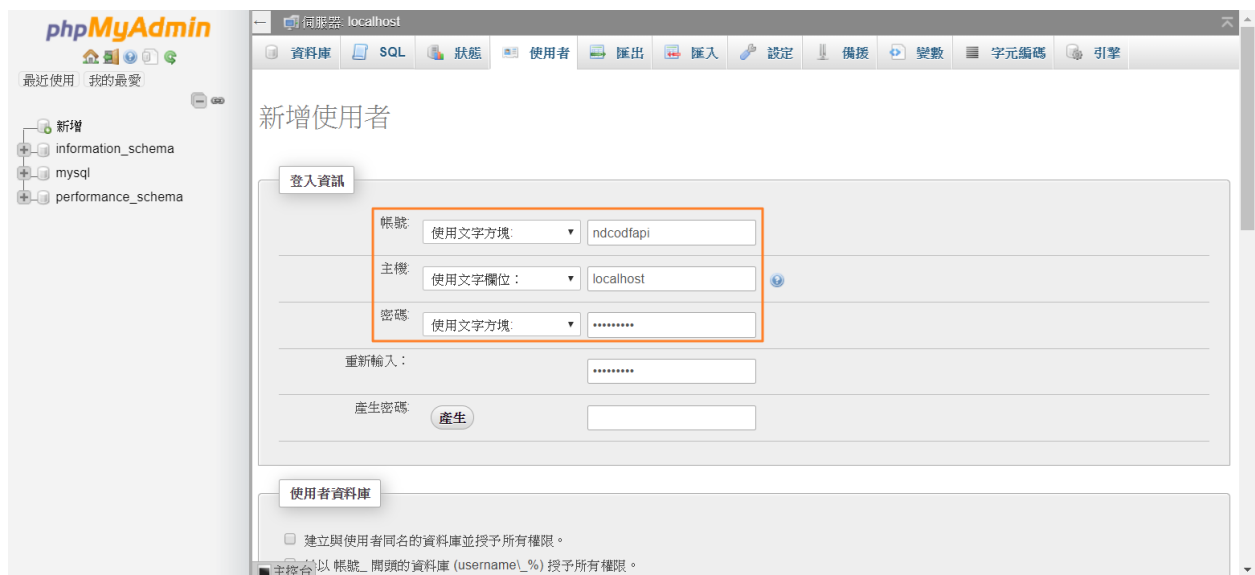 phpMyAdmin
最近使用 我的最愛
新增
information_schema
mysql
performance_schema
伺服器: localhost
資料庫 SQL 狀態 使用者 匯出 匯入 設定 備援 變數 字元編碼 引擎
新增使用者
登入資訊
帳號: 使用文字方塊: ndcodfapi
主機: 使用文字欄位： localhost
密碼: 使用文字方塊: •••••••••
重新輸入： •••••••••
產生密碼: 產生
使用者資料庫
建立與使用者同名的資料庫並授予所有權限。
以 帳號_ 開頭的資料庫 (username\_%) 授予所有權限。
主控台